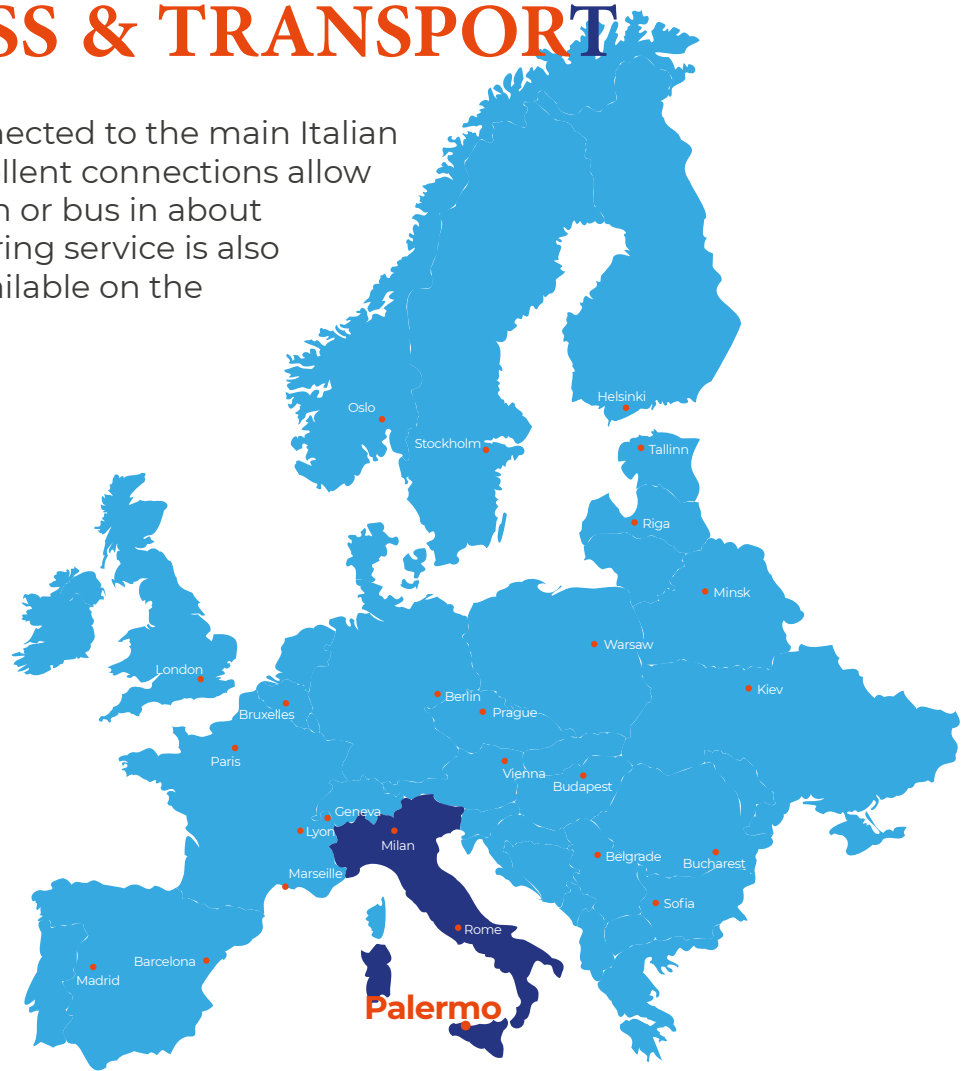 SS & TRANSPORT
nected to the main Italian
llent connections allow
n or bus in about
ring service is also
ailable on the
Helsinki
Oslo
Stockholm
Tallinn
Riga
Minsk
Warsaw
London
Kiev
Berlin
Bruxelles
Prague
Paris
Vienna
Budapest
Geneva
Lyon
Milan
Belgrade
Bucharest
Marseille
Sofia
Rome
Barcelona
Madrid
Palermo